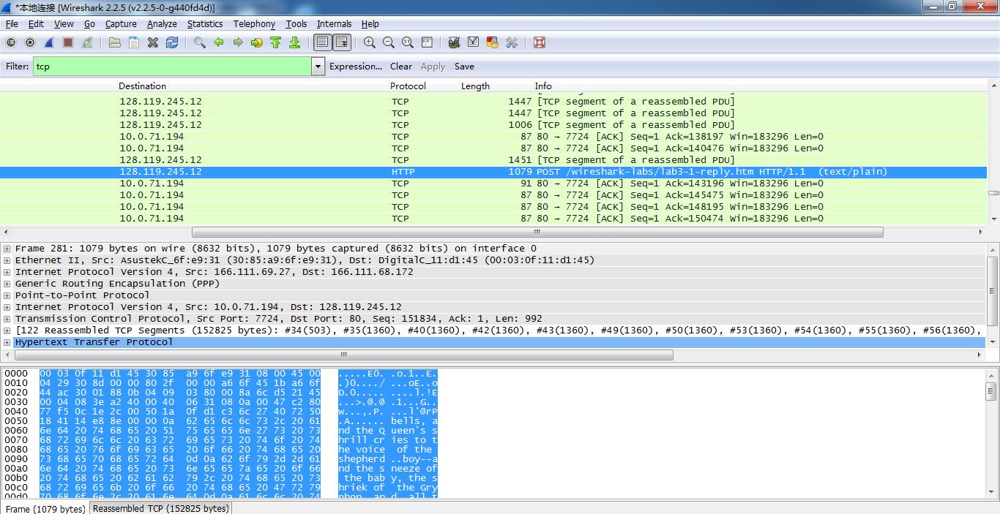 *本地连接 [Wireshark 2.2.5 (v2.2.5-0-g440fd4d)]
File Edit View Go Capture Analyze Statistics Telephony Tools Internals Help
Filter: tcp Expression... Clear Apply Save
Destination Protocol Length Info
128.119.245.12 TCP 1447 [TCP segment of a reassembled PDU]
128.119.245.12 TCP 1447 [TCP segment of a reassembled PDU]
128.119.245.12 TCP 1006 [TCP segment of a reassembled PDU]
10.0.71.194 TCP 87 80 → 7724 [ACK] Seq=1 Ack=138197 Win=183296 Len=0
10.0.71.194 TCP 87 80 → 7724 [ACK] Seq=1 Ack=140476 Win=183296 Len=0
128.119.245.12 TCP 1451 [TCP segment of a reassembled PDU]
128.119.245.12 HTTP 1079 POST /wireshark-labs/lab3-1-reply.htm HTTP/1.1 (text/plain)
10.0.71.194 TCP 91 80 → 7724 [ACK] Seq=1 Ack=143196 Win=183296 Len=0
10.0.71.194 TCP 87 80 → 7724 [ACK] Seq=1 Ack=145475 Win=183296 Len=0
10.0.71.194 TCP 87 80 → 7724 [ACK] Seq=1 Ack=148195 Win=183296 Len=0
10.0.71.194 TCP 87 80 → 7724 [ACK] Seq=1 Ack=150474 Win=183296 Len=0
Frame 281: 1079 bytes on wire (8632 bits), 1079 bytes captured (8632 bits) on interface 0
Ethernet II, Src: AsustekC_6f:e9:31 (30:85:a9:6f:e9:31), Dst: DigitalC_11:d1:45 (00:03:0f:11:d1:45)
Internet Protocol Version 4, Src: 166.111.69.27, Dst: 166.111.68.172
Generic Routing Encapsulation (PPP)
Point-to-Point Protocol
Internet Protocol Version 4, Src: 10.0.71.194, Dst: 128.119.245.12
Transmission Control Protocol, Src Port: 7724, Dst Port: 80, Seq: 151834, Ack: 1, Len: 992
[122 Reassembled TCP Segments (152825 bytes): #34(503), #35(1360), #40(1360), #42(1360), #43(1360), #49(1360), #50(1360), #53(1360), #54(1360), #55(1360), #56(1360),
Hypertext Transfer Protocol
0000 00 03 0f 11 d1 45 30 85 a9 6f e9 31 08 00 45 00 .....E0. .o.1..E.
0010 04 29 30 8d 00 00 80 2f 00 00 a6 6f 45 1b a6 6f .)0..../ ...oE..o
0020 44 ac 30 01 88 0b 04 09 03 80 00 8a 6c d5 21 45 D.0..... ....l.!E
0030 00 04 08 3e a2 40 00 40 06 31 08 0a 00 47 c2 80 ...>.@.@ .1...G..
0040 77 f5 0c 1e 2c 00 50 1a 0f d1 c3 6c 27 40 72 50 w...,.P. ...l'@rP
0050 18 41 14 e8 8e 00 00 0a 62 65 6c 6c 73 2c 20 61 .A...... bells, a
0060 6e 64 20 74 68 65 20 51 75 65 65 6e 27 73 20 73 nd the Q ueen's s
0070 68 72 69 6c 6c 20 63 72 69 65 73 20 74 6f 20 74 hrill cr ies to t
0080 68 65 20 76 6f 69 63 65 20 6f 66 20 74 68 65 20 he voice  of the
0090 73 68 65 70 68 65 72 64 0d 0a 62 6f 79 2d 2d 61 shepherd ..boy--a
00a0 6e 64 20 74 68 65 20 73 6e 65 65 7a 65 20 6f 66 nd the s neeze of
00b0 20 74 68 65 20 62 61 62 79 2c 20 74 68 65 20 73  the bab y, the s
00c0 68 72 69 65 6b 20 6f 66 20 74 68 65 20 47 72 79 hriek of  the Gry
00d0 70 68 6f 6e 2c 20 61 6e 64 0d 0a 61 6c 6c 20 74 phon, an d..all t
Frame (1079 bytes) Reassembled TCP (152825 bytes)